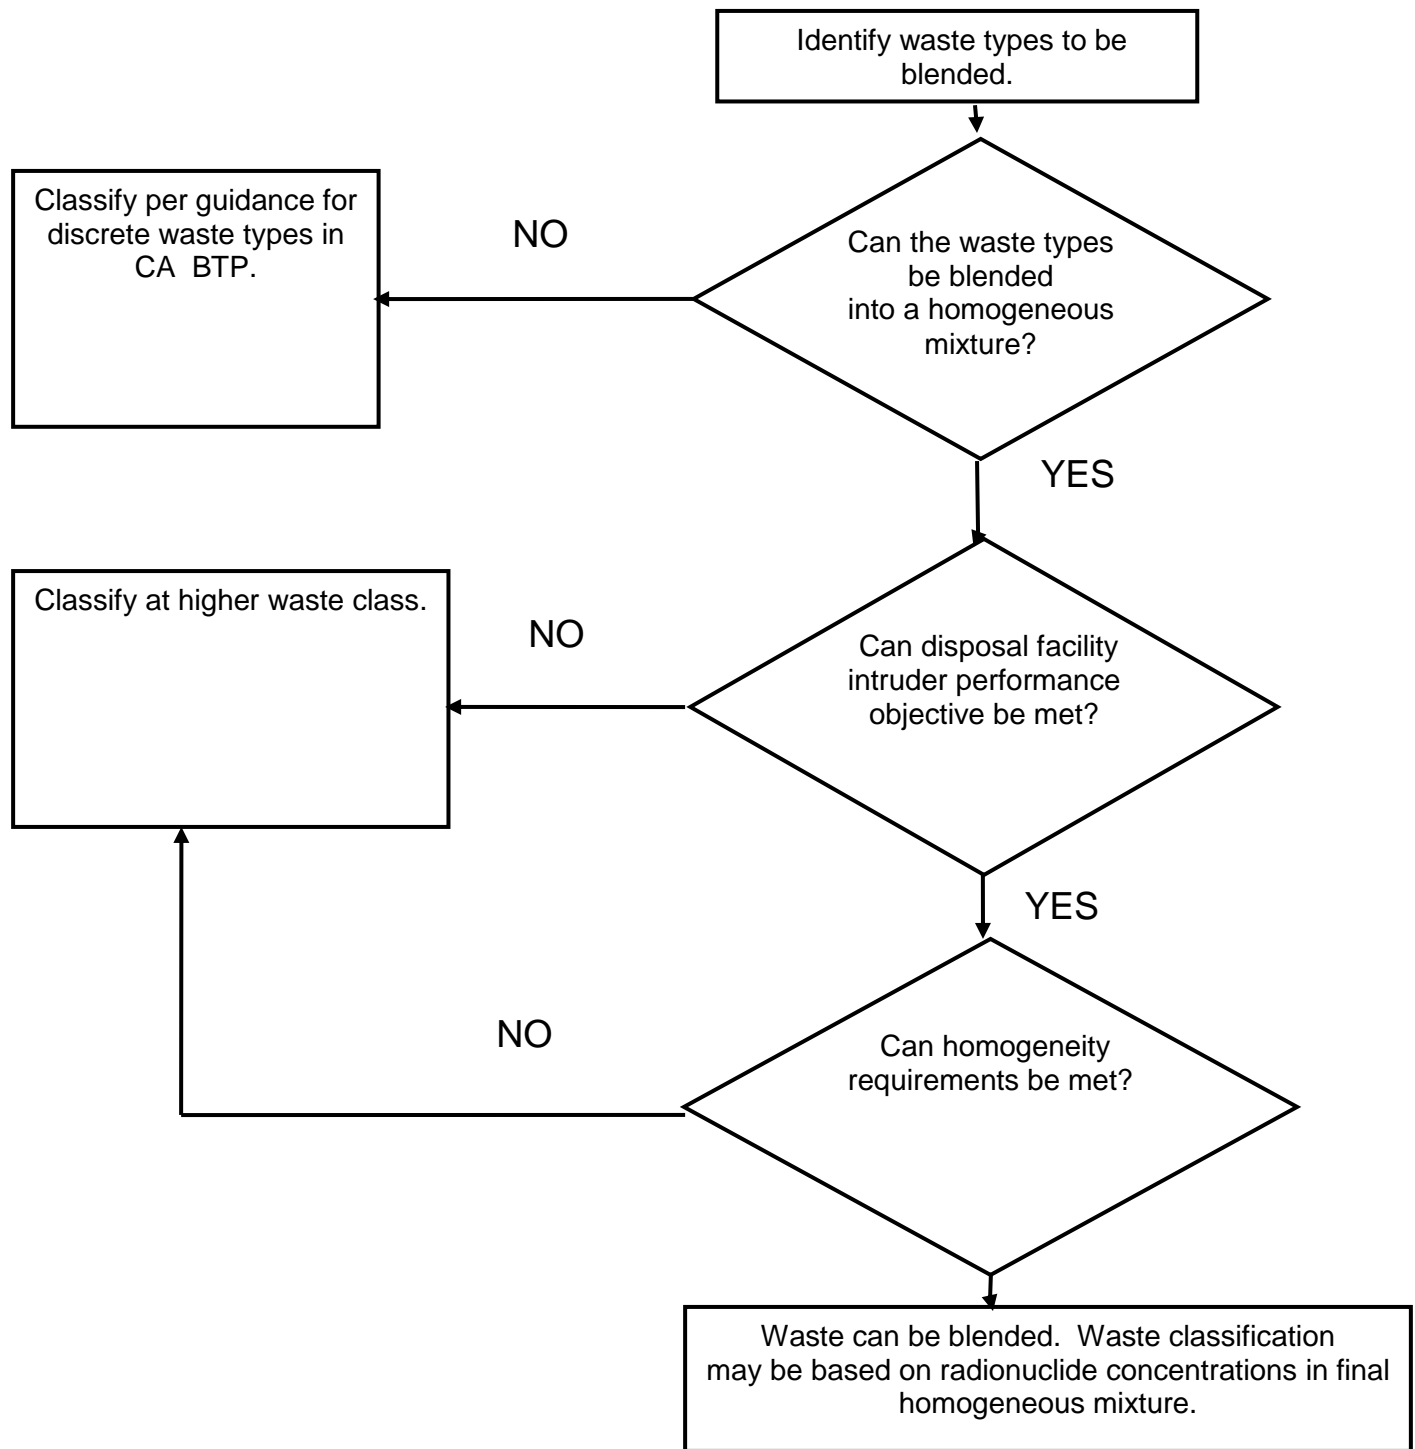 Identify waste types to be
blended.
Classify per guidance for
discrete waste types in
CA  BTP.
NO
Can the waste types
be blended
into a homogeneous
mixture?
YES
Classify at higher waste class.
NO
Can disposal facility
intruder performance
objective be met?
YES
NO
Can homogeneity
requirements be met?
Waste can be blended.  Waste classification
may be based on radionuclide concentrations in final
homogeneous mixture.